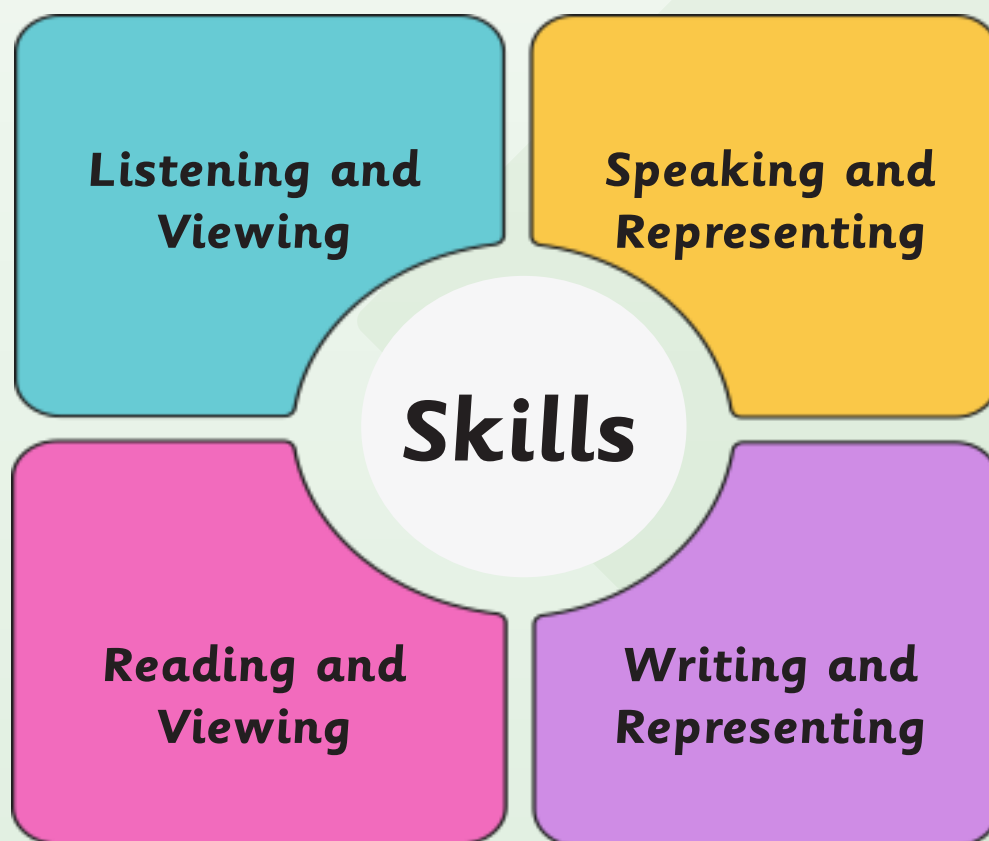 Listening and
Viewing
Speaking and
Representing
Skills
Reading and
Viewing
Writing and
Representing